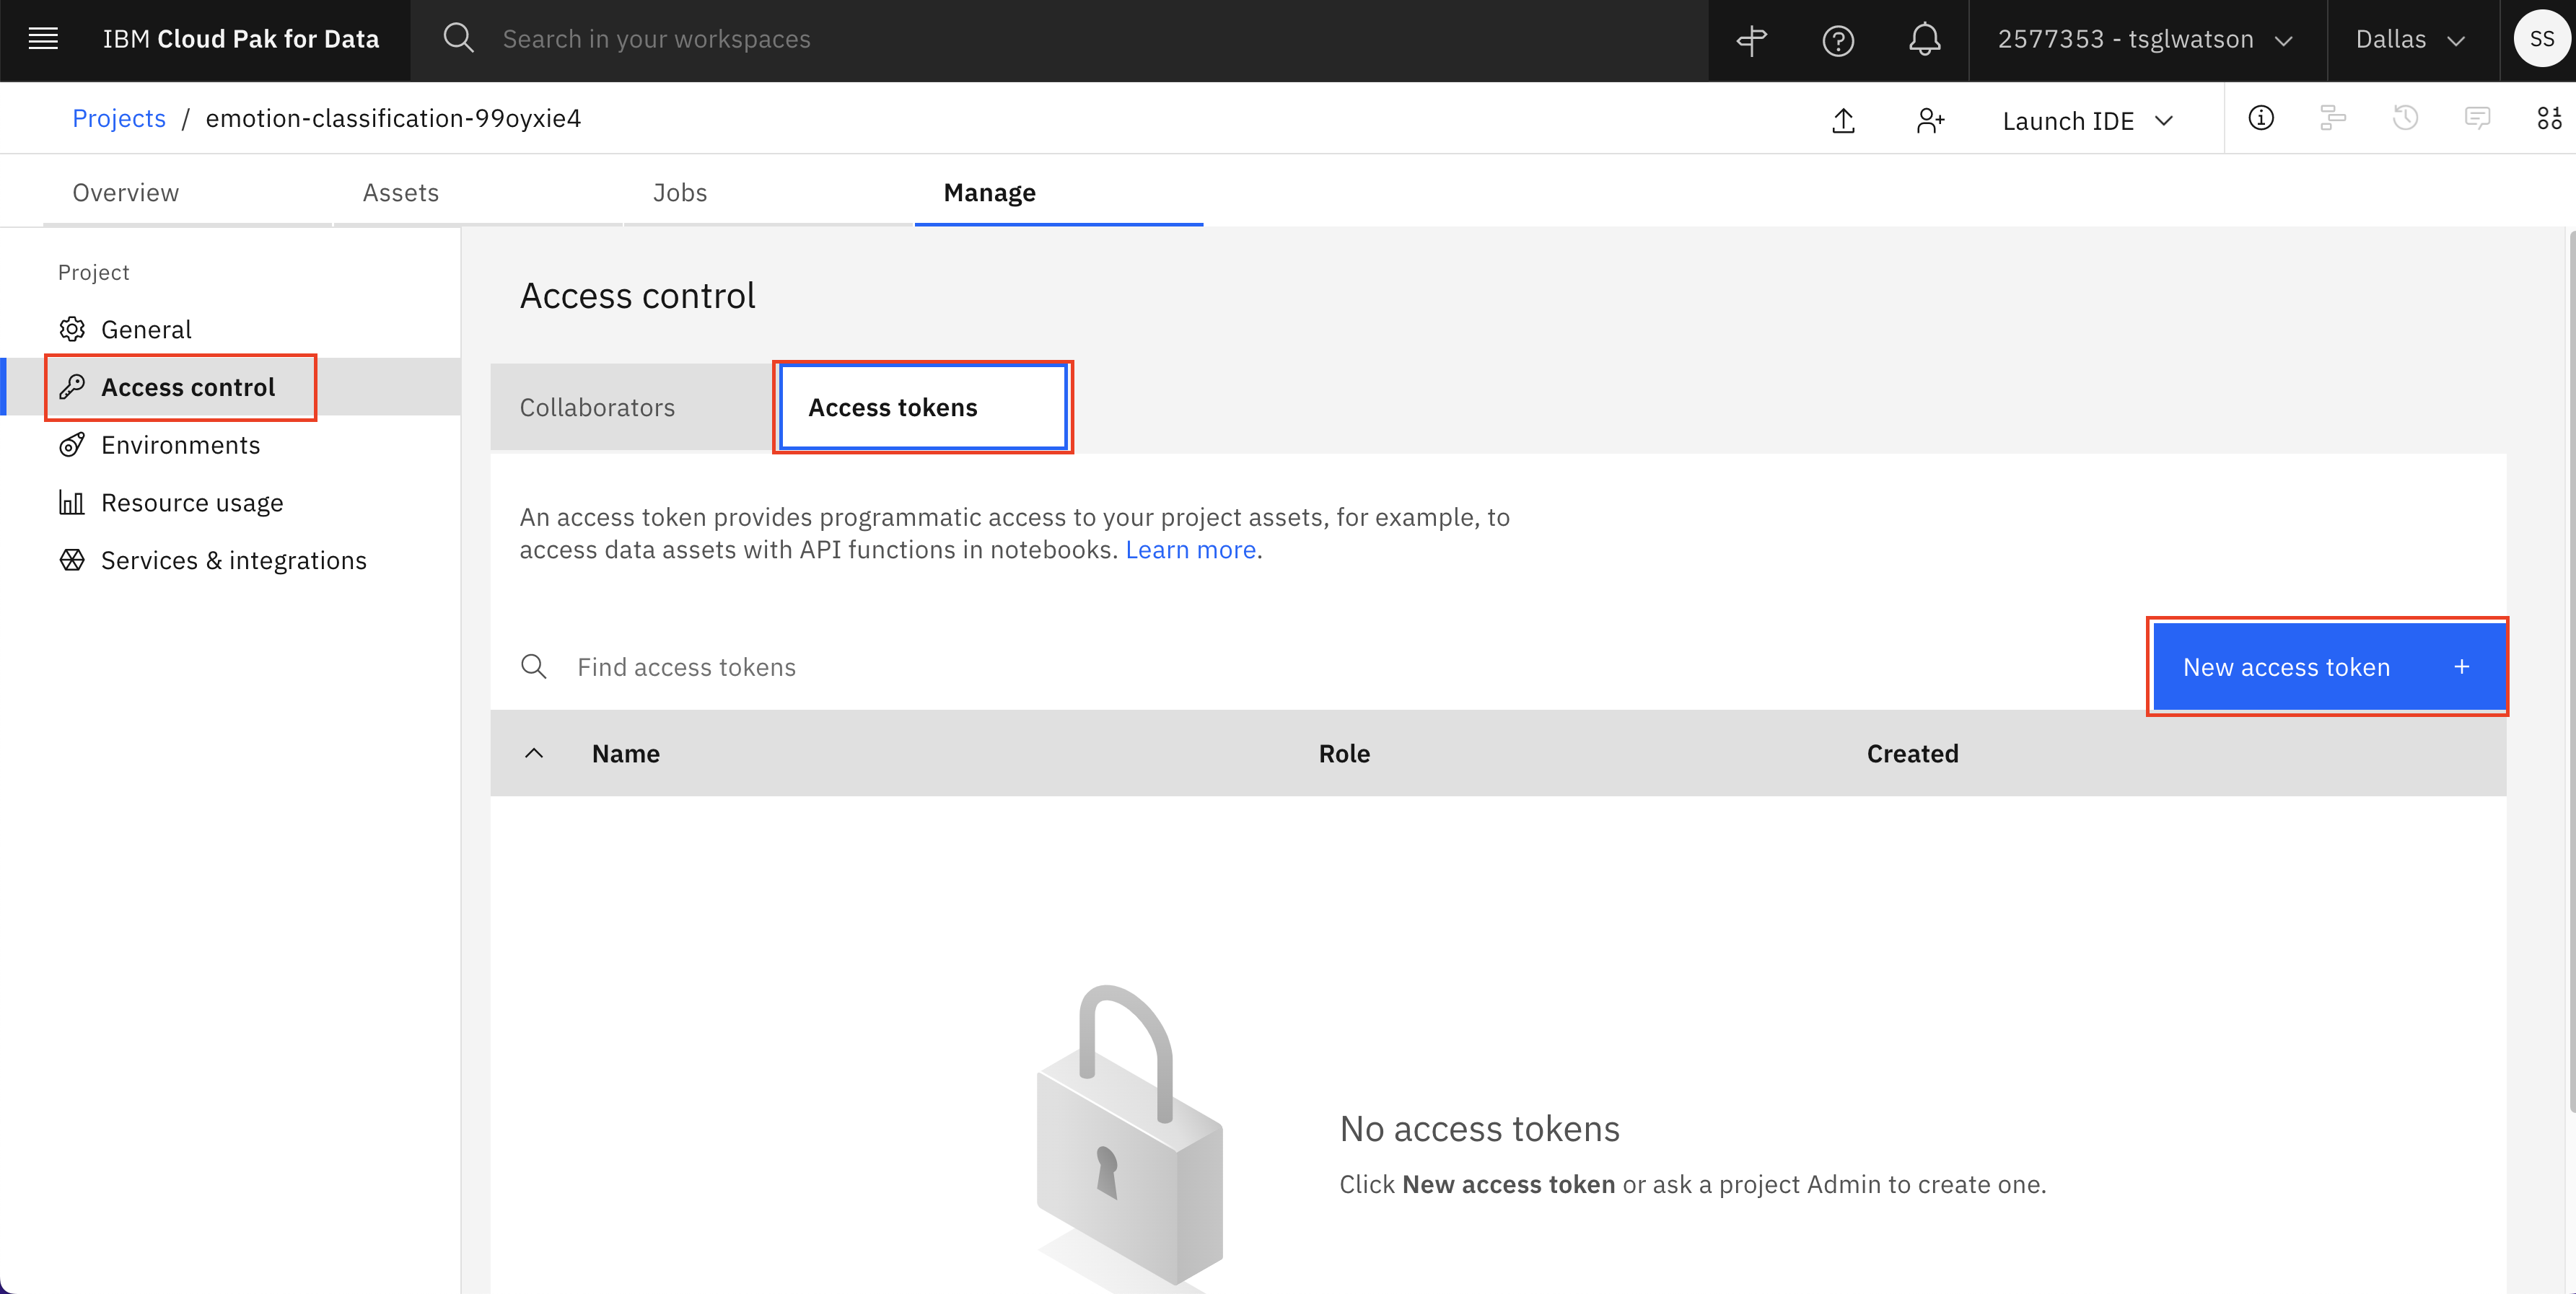 IBM Cloud Pak for Data
Search in your workspaces
2577353 - tsglwatson
Dallas
SS
Projects / emotion-classification-99oyxie4
Launch IDE
Overview
Assets
Jobs
Manage
Project
General
Access control
Environments
Resource usage
Services & integrations
Access control
Collaborators
Access tokens
An access token provides programmatic access to your project assets, for example, to
access data assets with API functions in notebooks. Learn more.
Find access tokens
New access token +
Name
Role
Created
No access tokens
Click New access token or ask a project Admin to create one.